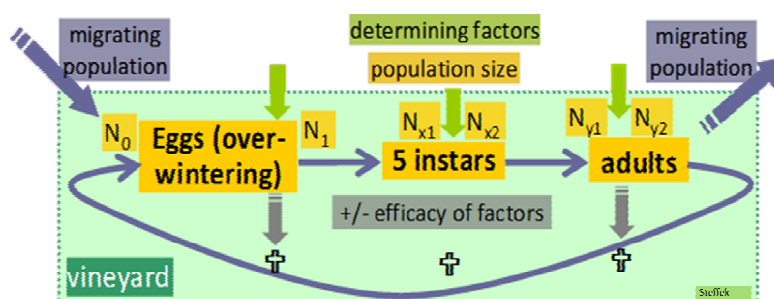 migrating
population
determining factors
population size
migrating
population
N0
Eggs (over-
wintering)
N1
Nx1
Nx2
5 instars
Ny1
Ny2
adults
+/- efficacy of factors
vineyard
Steffek